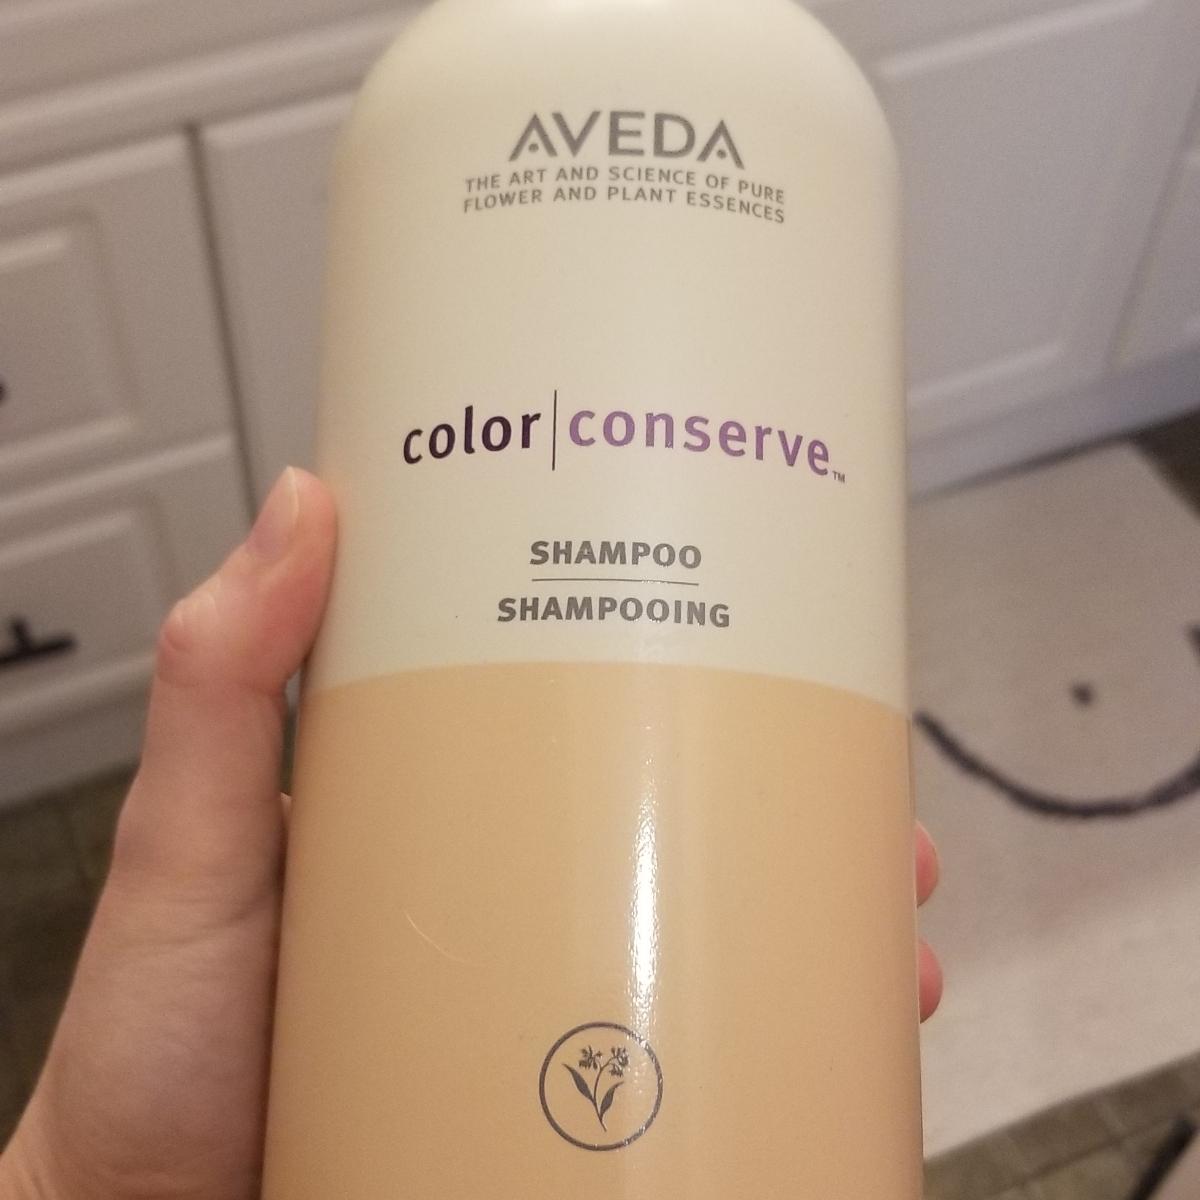 AVEDA
THE ART AND SCIENCE OF PURE
FLOWER AND PLANT ESSENCES
color|conserve™
SHAMPOO
SHAMPOOING